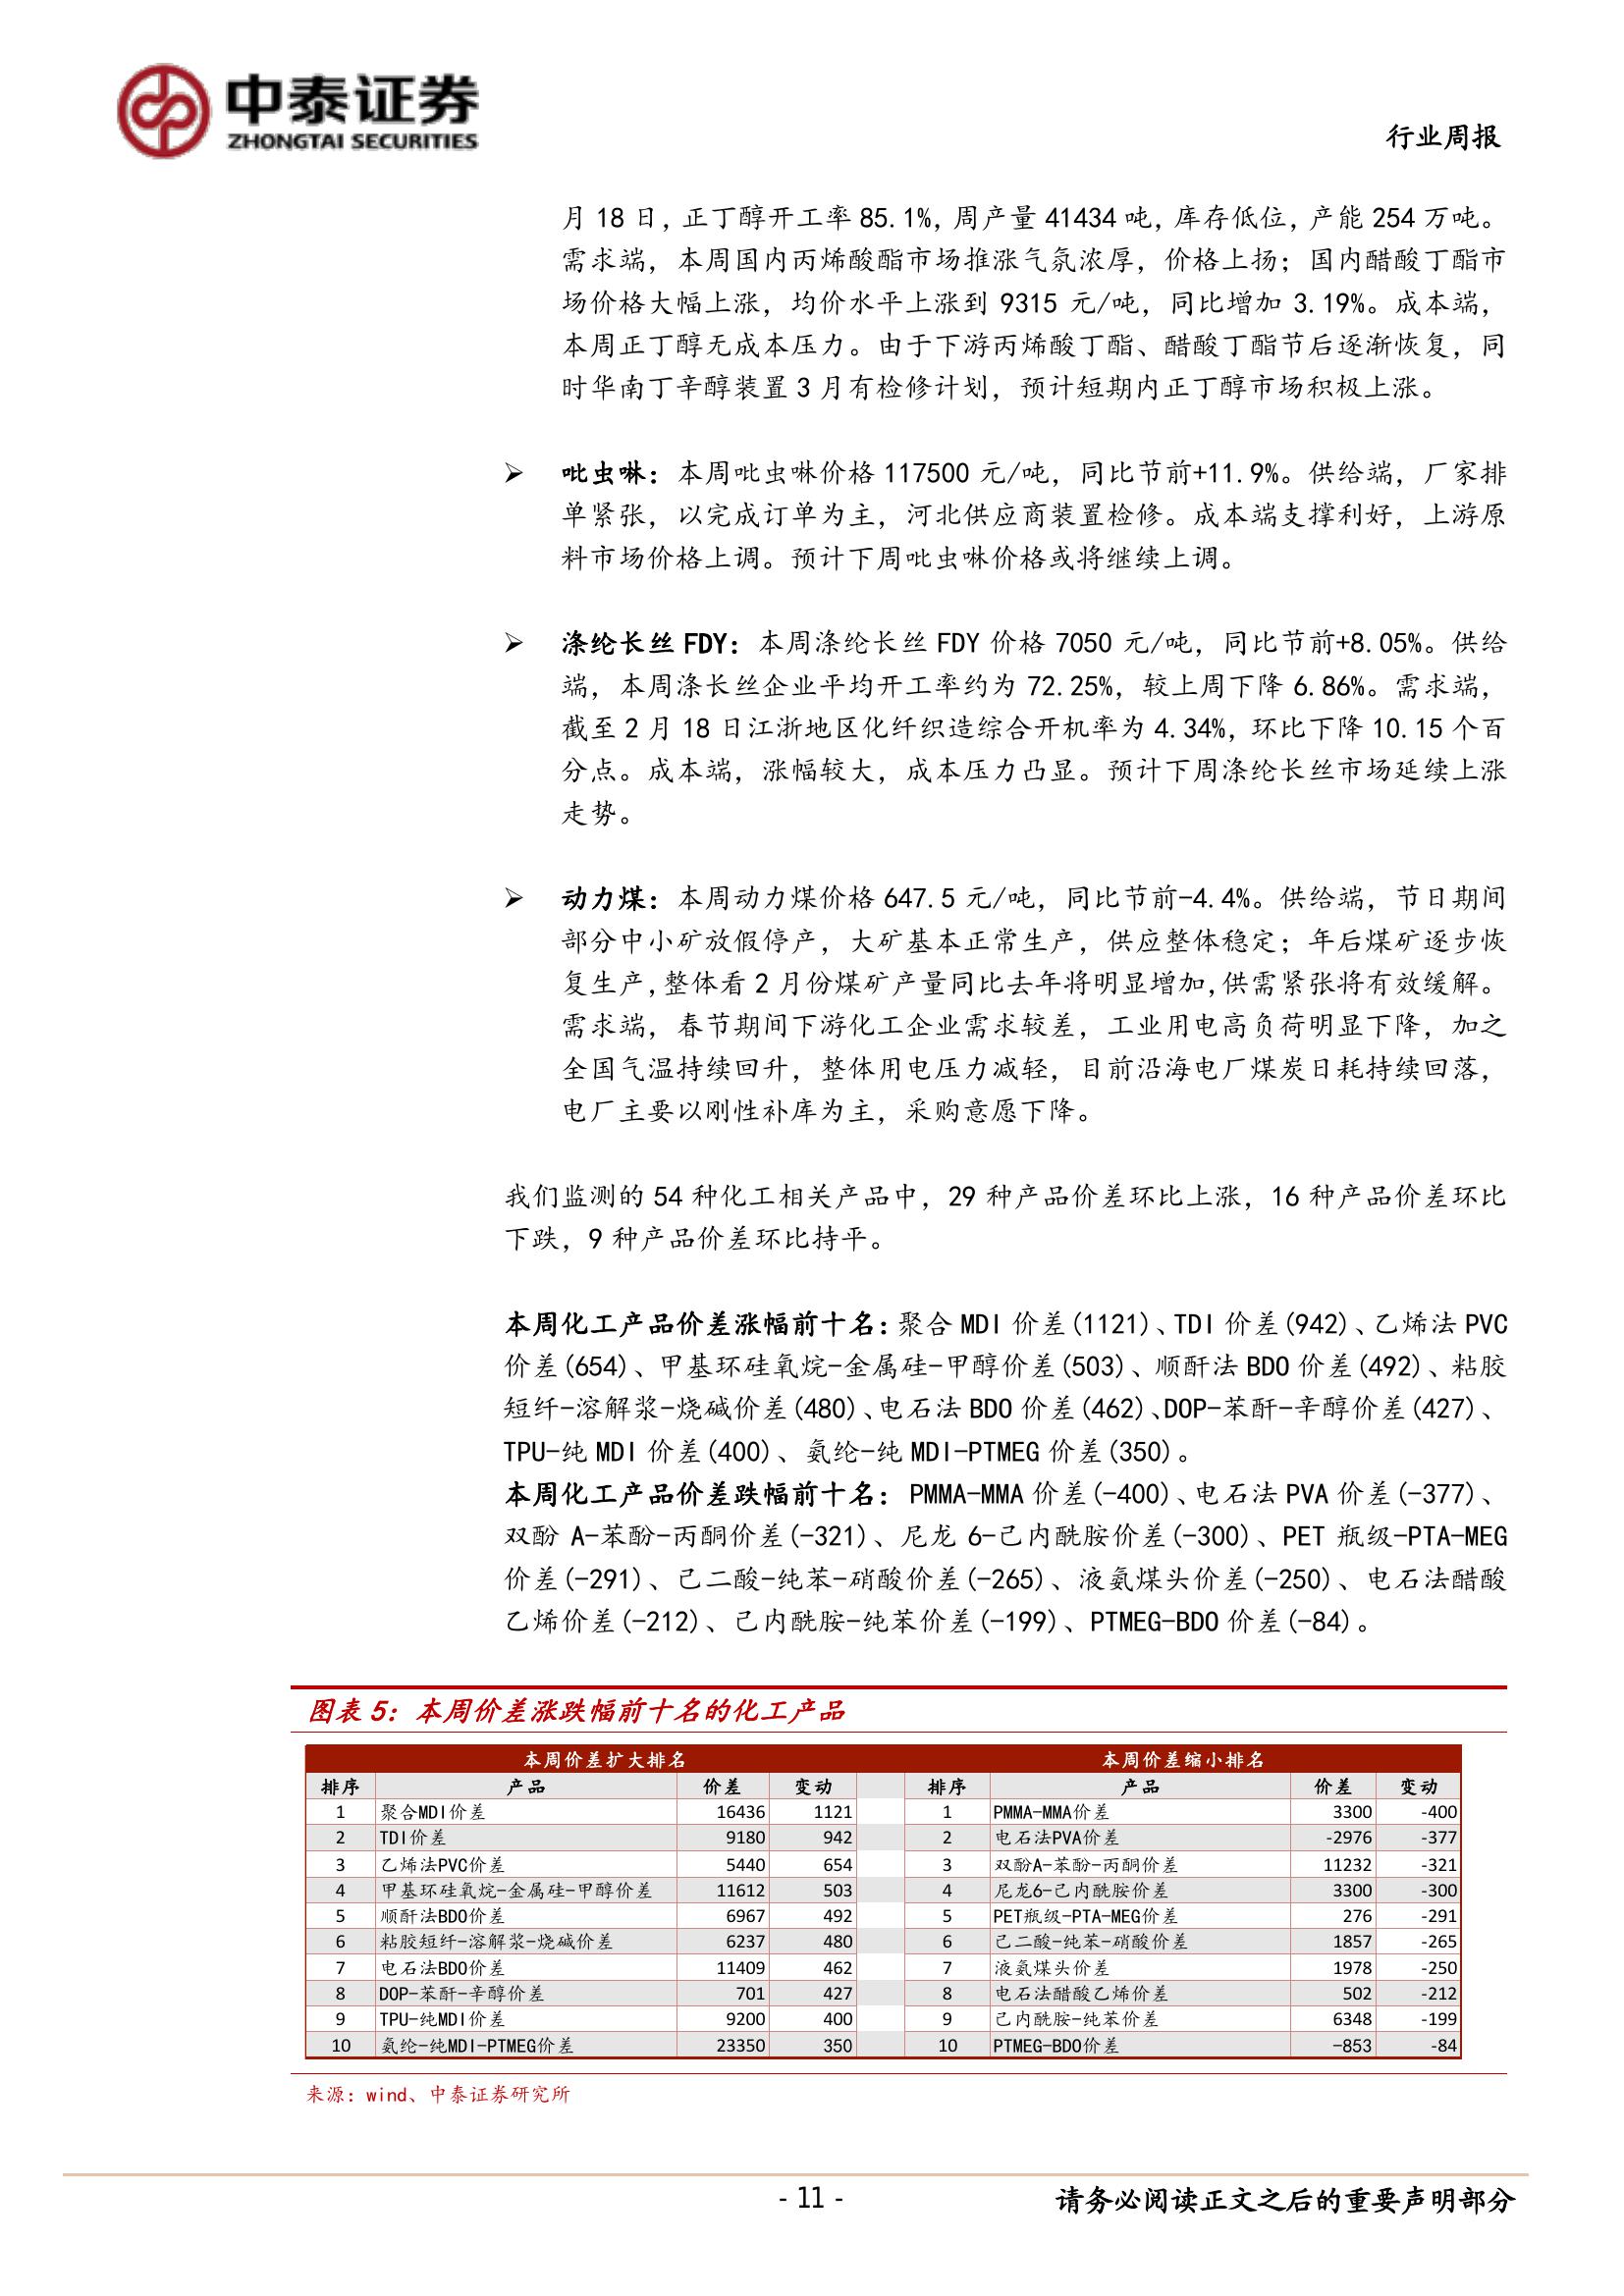 中泰证券
ZHONGTAI SECURITIES
行业周报
月 18 日，正丁醇开工率 85.1%，周产量 41434 吨，库存低位，产能 254 万吨。
需求端，本周国内丙烯酸酯市场推涨气氛浓厚，价格上扬；国内醋酸丁酯市
场价格大幅上涨，均价水平上涨到 9315 元/吨，同比增加 3.19%。成本端，
本周正丁醇无成本压力。由于下游丙烯酸丁酯、醋酸丁酯节后逐渐恢复，同
时华南丁辛醇装置 3 月有检修计划，预计短期内正丁醇市场积极上涨。
➢ 吡虫啉：本周吡虫啉价格 117500 元/吨，同比节前+11.9%。供给端，厂家排
单紧张，以完成订单为主，河北供应商装置检修。成本端支撑利好，上游原
料市场价格上调。预计下周吡虫啉价格或将继续上调。
➢ 涤纶长丝 FDY：本周涤纶长丝 FDY 价格 7050 元/吨，同比节前+8.05%。供给
端，本周涤长丝企业平均开工率约为 72.25%，较上周下降 6.86%。需求端，
截至 2 月 18 日江浙地区化纤织造综合开机率为 4.34%，环比下降 10.15 个百
分点。成本端，涨幅较大，成本压力凸显。预计下周涤纶长丝市场延续上涨
走势。
➢ 动力煤：本周动力煤价格 647.5 元/吨，同比节前-4.4%。供给端，节日期间
部分中小矿放假停产，大矿基本正常生产，供应整体稳定；年后煤矿逐步恢
复生产,整体看 2 月份煤矿产量同比去年将明显增加,供需紧张将有效缓解。
需求端，春节期间下游化工企业需求较差，工业用电高负荷明显下降，加之
全国气温持续回升，整体用电压力减轻，目前沿海电厂煤炭日耗持续回落，
电厂主要以刚性补库为主，采购意愿下降。
我们监测的 54 种化工相关产品中，29 种产品价差环比上涨，16 种产品价差环比
下跌，9 种产品价差环比持平。
本周化工产品价差涨幅前十名：聚合 MDI 价差(1121)、TDI 价差(942)、乙烯法 PVC
价差(654)、甲基环硅氧烷-金属硅-甲醇价差(503)、顺酐法 BDO 价差(492)、粘胶
短纤-溶解浆-烧碱价差(480)、电石法 BDO 价差(462)、DOP-苯酐-辛醇价差(427)、
TPU-纯 MDI 价差(400)、氨纶-纯 MDI-PTMEG 价差(350)。
本周化工产品价差跌幅前十名：PMMA-MMA 价差(-400)、电石法 PVA 价差(-377)、
双酚 A-苯酚-丙酮价差(-321)、尼龙 6-己内酰胺价差(-300)、PET 瓶级-PTA-MEG
价差(-291)、己二酸-纯苯-硝酸价差(-265)、液氨煤头价差(-250)、电石法醋酸
乙烯价差(-212)、己内酰胺-纯苯价差(-199)、PTMEG-BDO 价差(-84)。
图表 5：本周价差涨跌幅前十名的化工产品
本周价差扩大排名 本周价差缩小排名
排序 产品 价差 变动 排序 产品 价差 变动
1 聚合MDI价差 16436 1121 1 PMMA-MMA价差 3300 -400
2 TDI价差 9180 942 2 电石法PVA价差 -2976 -377
3 乙烯法PVC价差 5440 654 3 双酚A-苯酚-丙酮价差 11232 -321
4 甲基环硅氧烷-金属硅-甲醇价差 11612 503 4 尼龙6-己内酰胺价差 3300 -300
5 顺酐法BDO价差 6967 492 5 PET瓶级-PTA-MEG价差 276 -291
6 粘胶短纤-溶解浆-烧碱价差 6237 480 6 己二酸-纯苯-硝酸价差 1857 -265
7 电石法BDO价差 11409 462 7 液氨煤头价差 1978 -250
8 DOP-苯酐-辛醇价差 701 427 8 电石法醋酸乙烯价差 502 -212
9 TPU-纯MDI价差 9200 400 9 己内酰胺-纯苯价差 6348 -199
10 氨纶-纯MDI-PTMEG价差 23350 350 10 PTMEG-BDO价差 -853 -84
来源：wind、中泰证券研究所
- 11 -
请务必阅读正文之后的重要声明部分